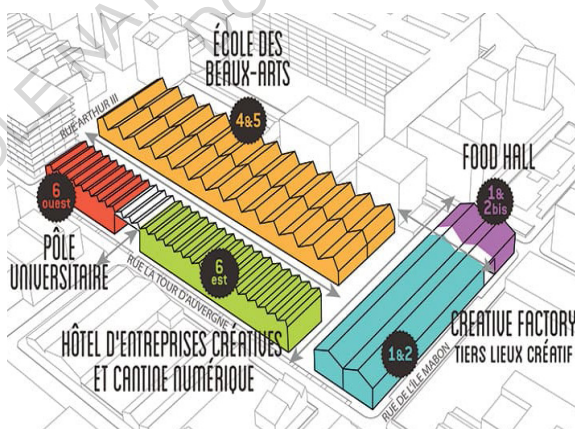 ÉCOLE DES
BEAUX-ARTS
4&5
RUE ARTHUR III
FOOD HALL
1&
2bis
6
ouest
PÔLE
UNIVERSITAIRE
6
est
RUE LA TOUR D'AUVERGNE
HÔTEL D'ENTREPRISES CRÉATIVES
ET CANTINE NUMÉRIQUE
1&2
CREATIVE FACTORY
TIERS LIEUX CRÉATIF
RUE DE L'ÎLE MABON